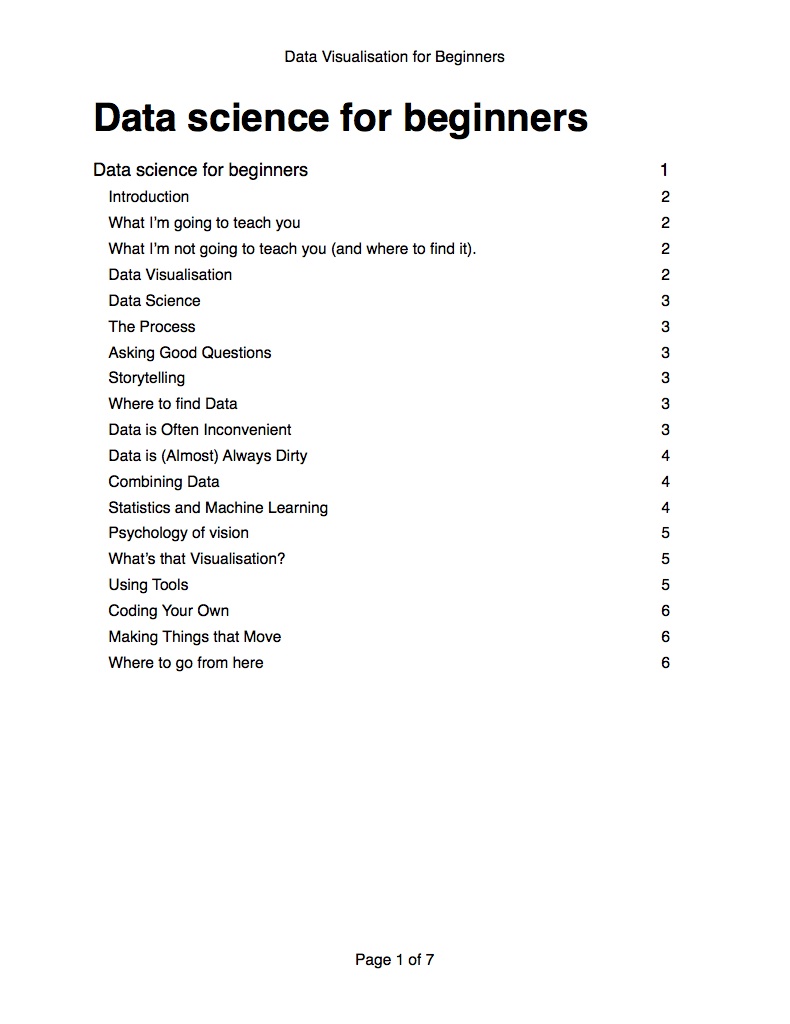 Data Visualisation for Beginners
Data science for beginners
Data science for beginners 1
Introduction 2
What I’m going to teach you 2
What I’m not going to teach you (and where to find it). 2
Data Visualisation 2
Data Science 3
The Process 3
Asking Good Questions 3
Storytelling 3
Where to find Data 3
Data is Often Inconvenient 3
Data is (Almost) Always Dirty 4
Combining Data 4
Statistics and Machine Learning 4
Psychology of vision 5
What’s that Visualisation? 5
Using Tools 5
Coding Your Own 6
Making Things that Move 6
Where to go from here 6
Page 1 of 7